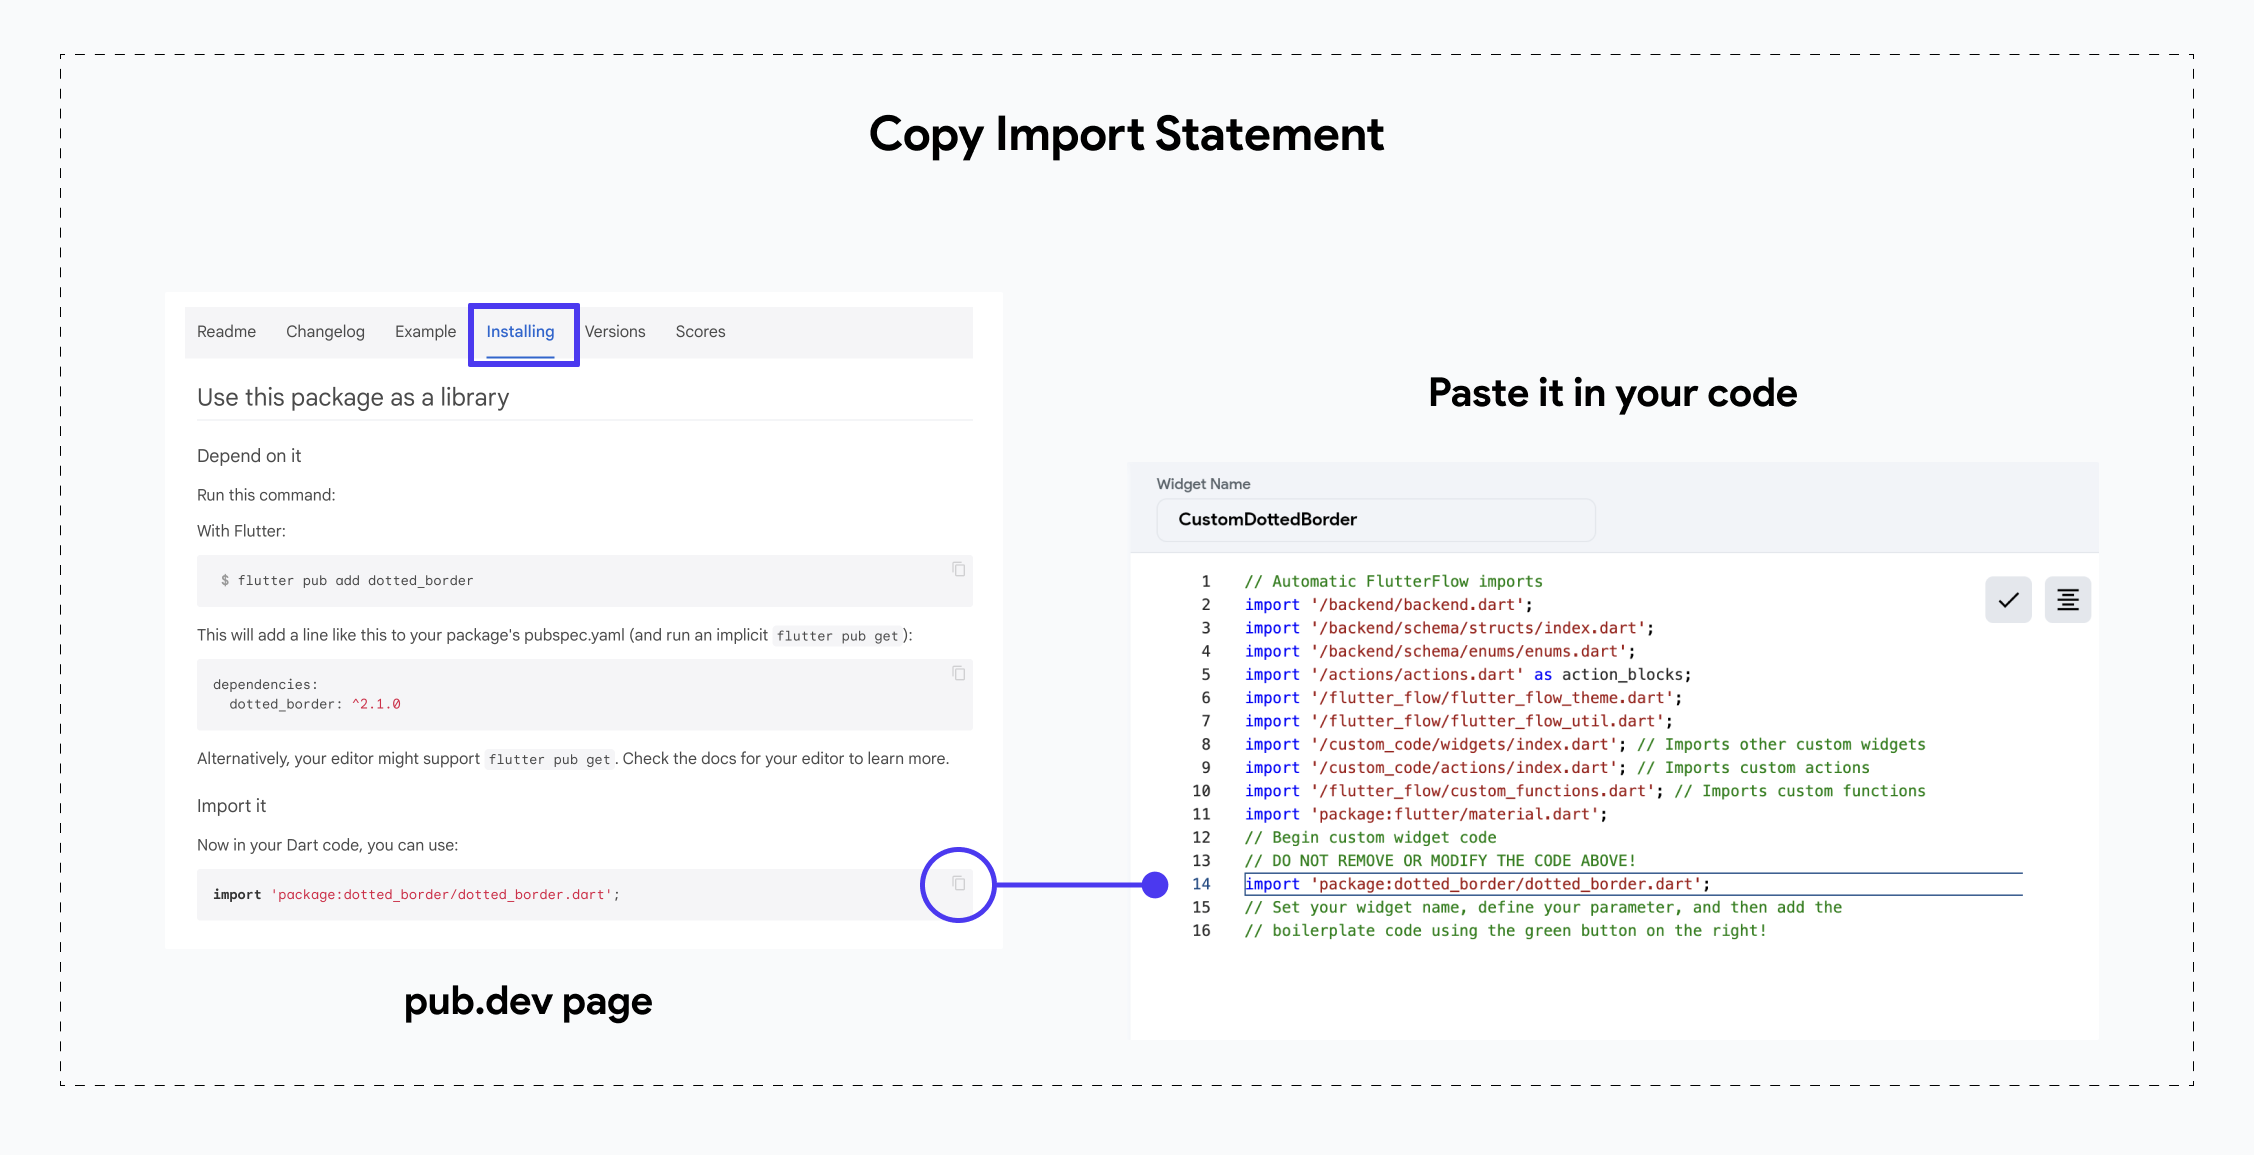 Copy Import Statement
Readme Changelog Example Installing Versions Scores
Use this package as a library
Depend on it
Run this command:
With Flutter:
$ flutter pub add dotted_border
This will add a line like this to your package's pubspec.yaml (and run an implicit flutter pub get):
dependencies:
  dotted_border: ^2.1.0
Alternatively, your editor might support flutter pub get. Check the docs for your editor to learn more.
Import it
Now in your Dart code, you can use:
import 'package:dotted_border/dotted_border.dart';
pub.dev page
Paste it in your code
Widget Name
CustomDottedBorder
1 // Automatic FlutterFlow imports
2 import '/backend/backend.dart';
3 import '/backend/schema/structs/index.dart';
4 import '/backend/schema/enums/enums.dart';
5 import '/actions/actions.dart' as action_blocks;
6 import '/flutter_flow/flutter_flow_theme.dart';
7 import '/flutter_flow/flutter_flow_util.dart';
8 import '/custom_code/widgets/index.dart'; // Imports other custom widgets
9 import '/custom_code/actions/index.dart'; // Imports custom actions
10 import '/flutter_flow/custom_functions.dart'; // Imports custom functions
11 import 'package:flutter/material.dart';
12 // Begin custom widget code
13 // DO NOT REMOVE OR MODIFY THE CODE ABOVE!
14 import 'package:dotted_border/dotted_border.dart';
15 // Set your widget name, define your parameter, and then add the
16 // boilerplate code using the green button on the right!